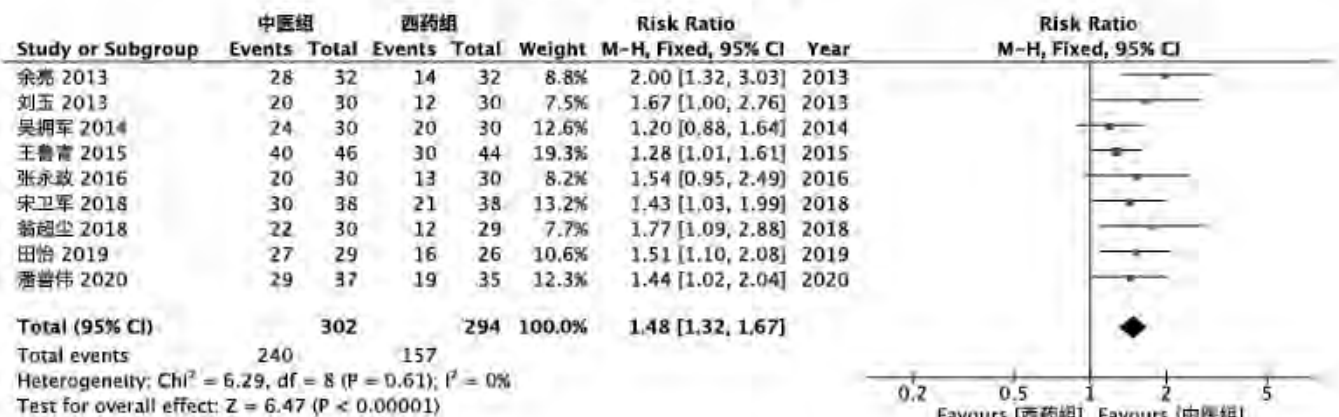 中医组 西药组 Risk Ratio Risk Ratio
Study or Subgroup Events Total Events Total Weight M-H, Fixed, 95% CI Year M-H, Fixed, 95% CI
余亮 2013 28 32 14 32 8.8% 2.00 [1.32, 3.03] 2013
刘玉 2013 20 30 12 30 7.5% 1.67 [1.00, 2.76] 2013
吴拥军 2014 24 30 20 30 12.6% 1.20 [0.88, 1.64] 2014
王鲁青 2015 40 46 30 44 19.3% 1.28 [1.01, 1.61] 2015
张永政 2016 20 30 13 30 8.2% 1.54 [0.95, 2.49] 2016
宋卫军 2018 30 38 21 38 13.2% 1.43 [1.03, 1.99] 2018
翁超尘 2018 22 30 12 29 7.7% 1.77 [1.09, 2.88] 2018
田怡 2019 27 29 16 26 10.6% 1.51 [1.10, 2.08] 2019
潘誉伟 2020 29 37 19 35 12.3% 1.44 [1.02, 2.04] 2020
Total (95% CI) 302 294 100.0% 1.48 [1.32, 1.67]
Total events 240 157
Heterogeneity: Chi² = 6.29, df = 8 (P = 0.61); I² = 0%
Test for overall effect: Z = 6.47 (P < 0.00001)
0.2 0.5 1 2 5
Favours [西药组] Favours [中医组]